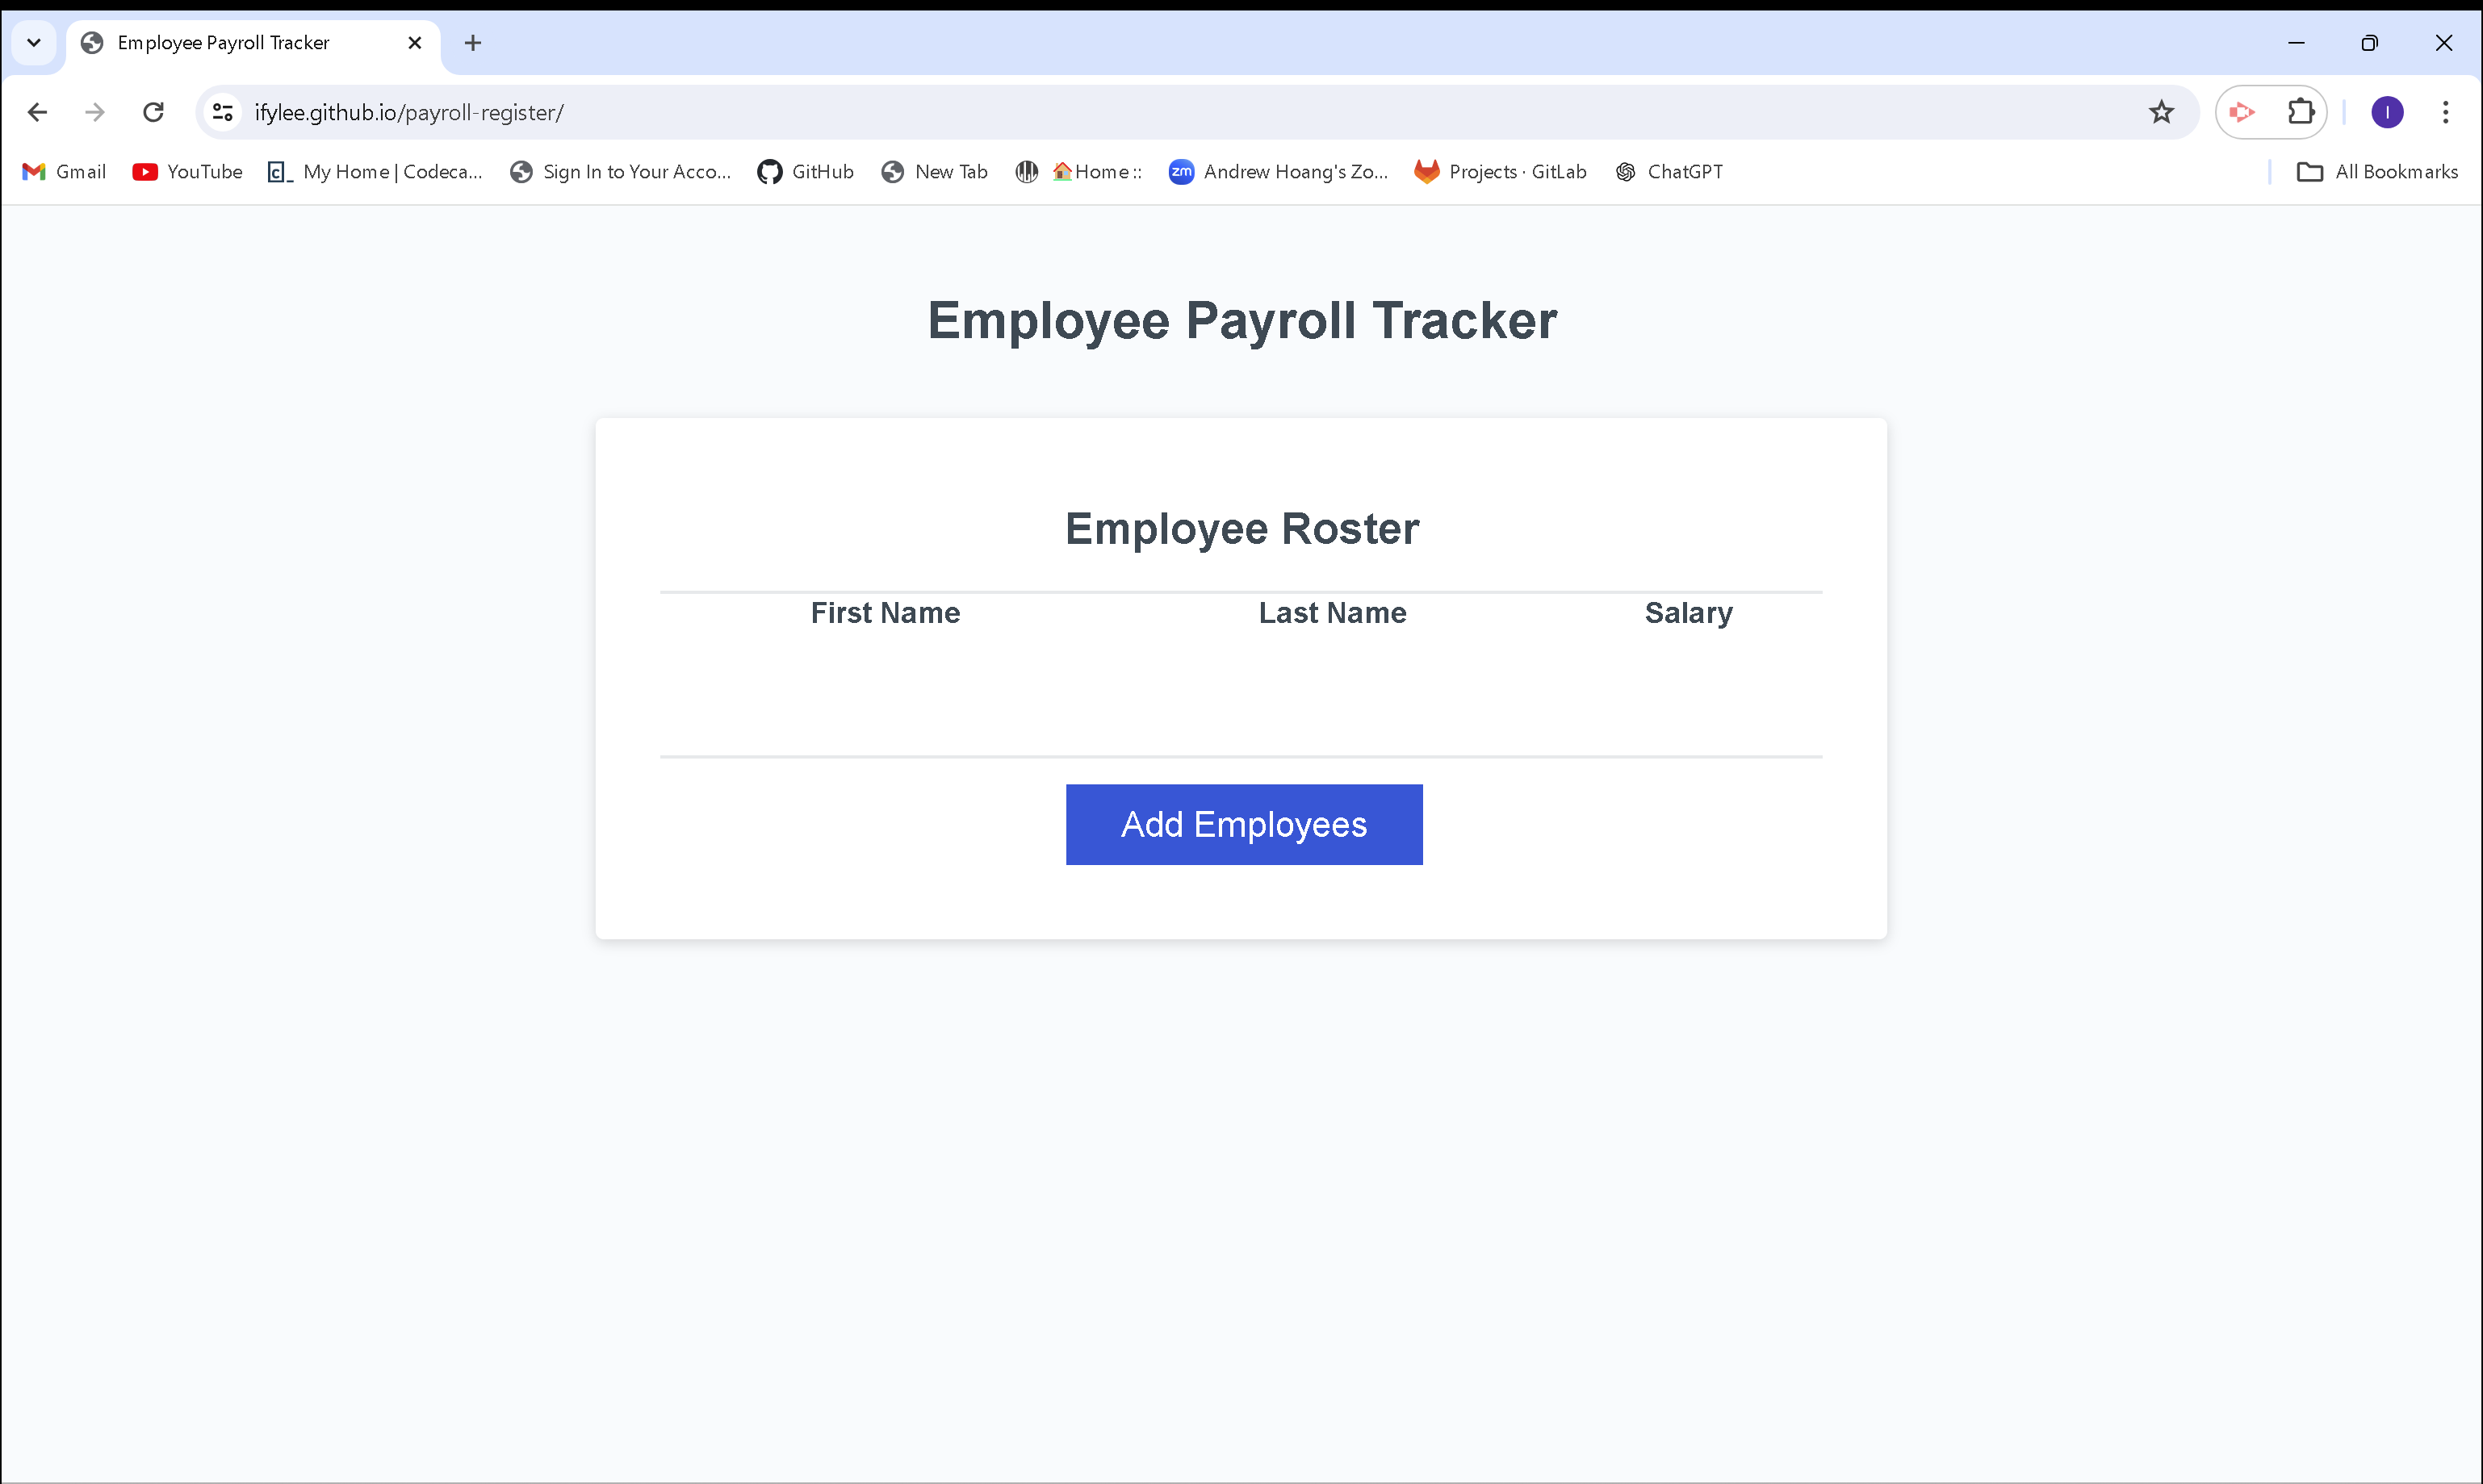 Employee Payroll Tracker
ifylee.github.io/payroll-register/
Gmail YouTube My Home | Codeca... Sign In to Your Acco... GitHub New Tab 🏠Home :: zm Andrew Hoang's Zo... Projects · GitLab ChatGPT All Bookmarks
Employee Payroll Tracker
Employee Roster
First Name Last Name Salary
Add Employees